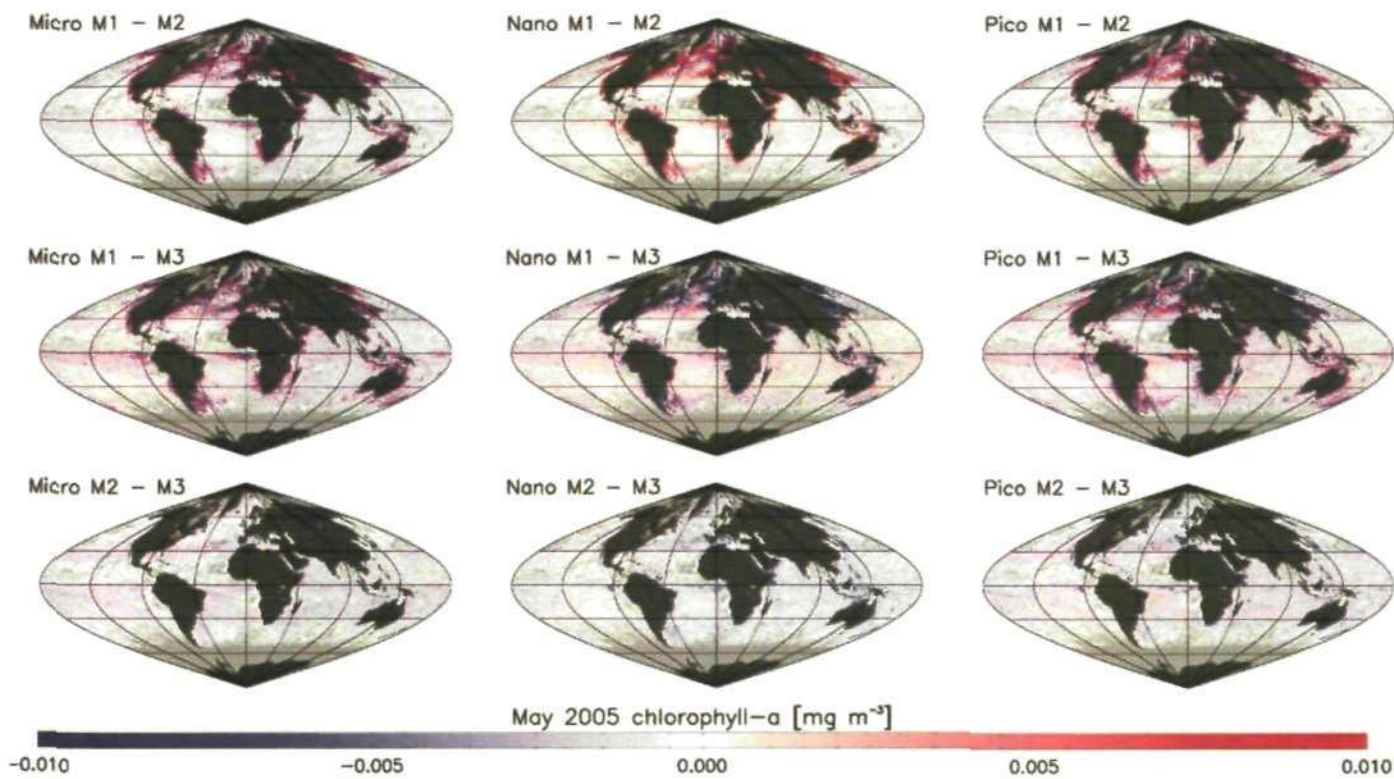 Micro M1 – M2
Nano M1 – M2
Pico M1 – M2
Micro M1 – M3
Nano M1 – M3
Pico M1 – M3
Micro M2 – M3
Nano M2 – M3
Pico M2 – M3
May 2005 chlorophyll–a [mg m⁻³]
-0.010 -0.005 0.000 0.005 0.010